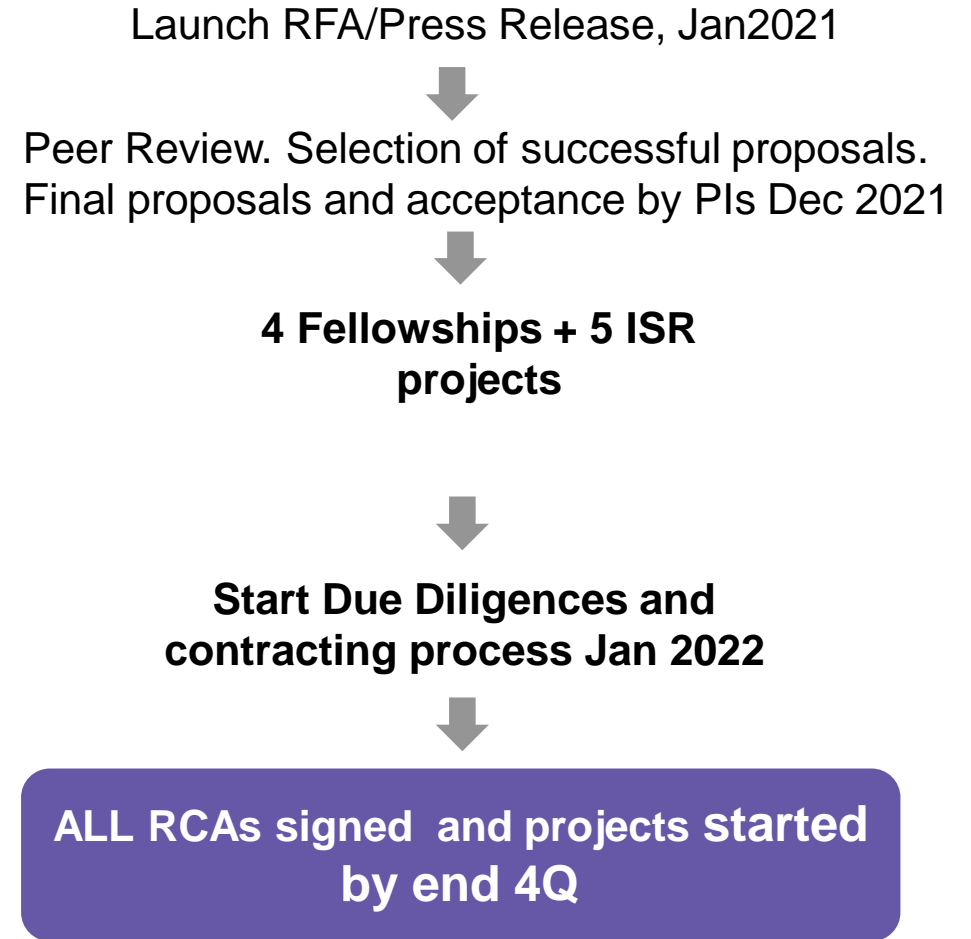 Launch RFA/Press Release, Jan2021
Peer Review. Selection of successful proposals.
Final proposals and acceptance by PIs Dec 2021
4 Fellowships + 5 ISR
projects
Start Due Diligences and
contracting process Jan 2022
ALL RCAs signed and projects started
by end 4Q